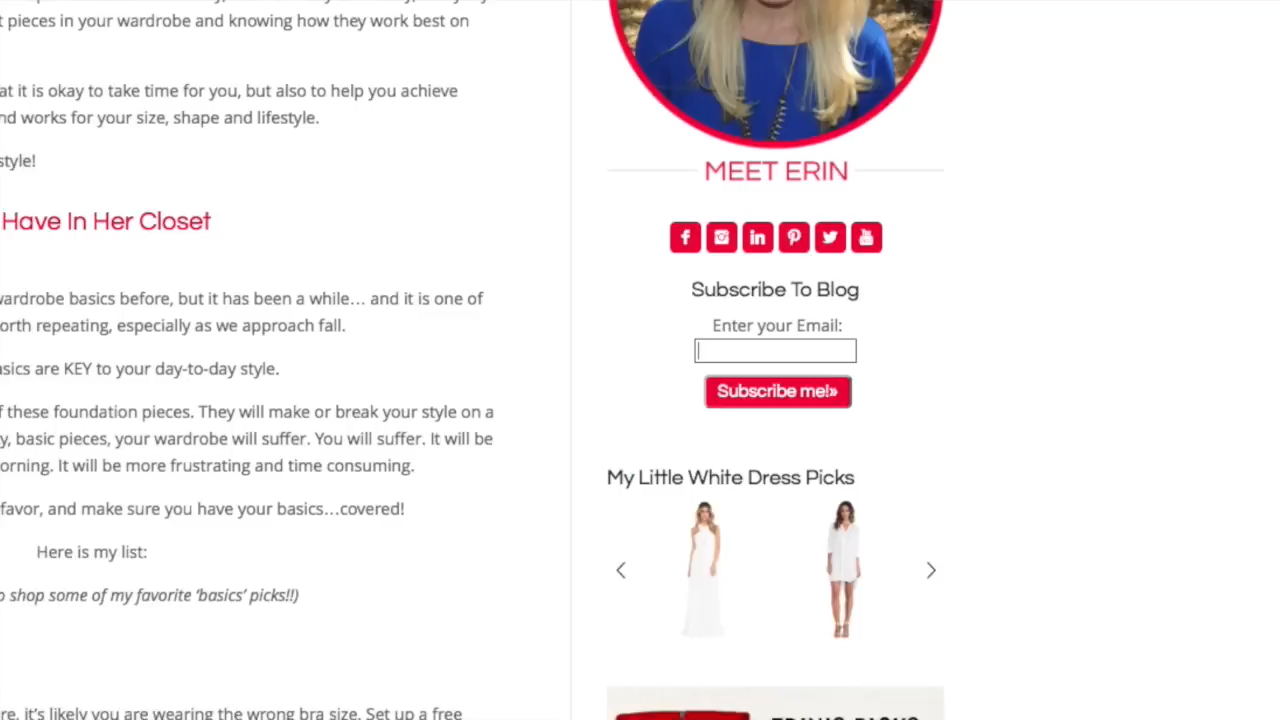 t pieces in your wardrobe and knowing how they work best on
at it is okay to take time for you, but also to help you achieve
nd works for your size, shape and lifestyle.
style!
Have In Her Closet
wardrobe basics before, but it has been a while… and it is one of
orth repeating, especially as we approach fall.
asics are KEY to your day-to-day style.
f these foundation pieces. They will make or break your style on a
y, basic pieces, your wardrobe will suffer. You will suffer. It will be
orning. It will be more frustrating and time consuming.
favor, and make sure you have your basics…covered!
Here is my list:
o shop some of my favorite ‘basics’ picks!!)
re, it’s likely you are wearing the wrong bra size. Set up a free
MEET ERIN
Subscribe To Blog
Enter your Email:
Subscribe me!»
My Little White Dress Picks